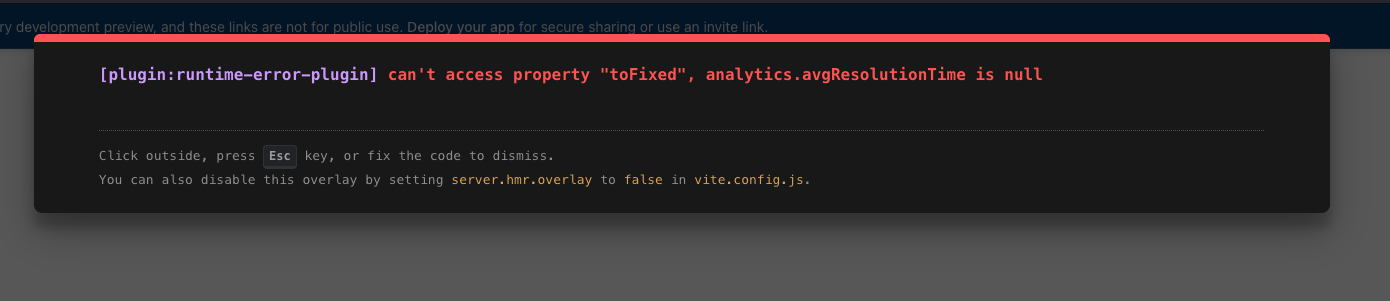 ry development preview, and these links are not for public use. Deploy your app for secure sharing or use an invite link.
[plugin:runtime-error-plugin] can't access property "toFixed", analytics.avgResolutionTime is null
Click outside, press Esc key, or fix the code to dismiss.
You can also disable this overlay by setting server.hmr.overlay to false in vite.config.js.